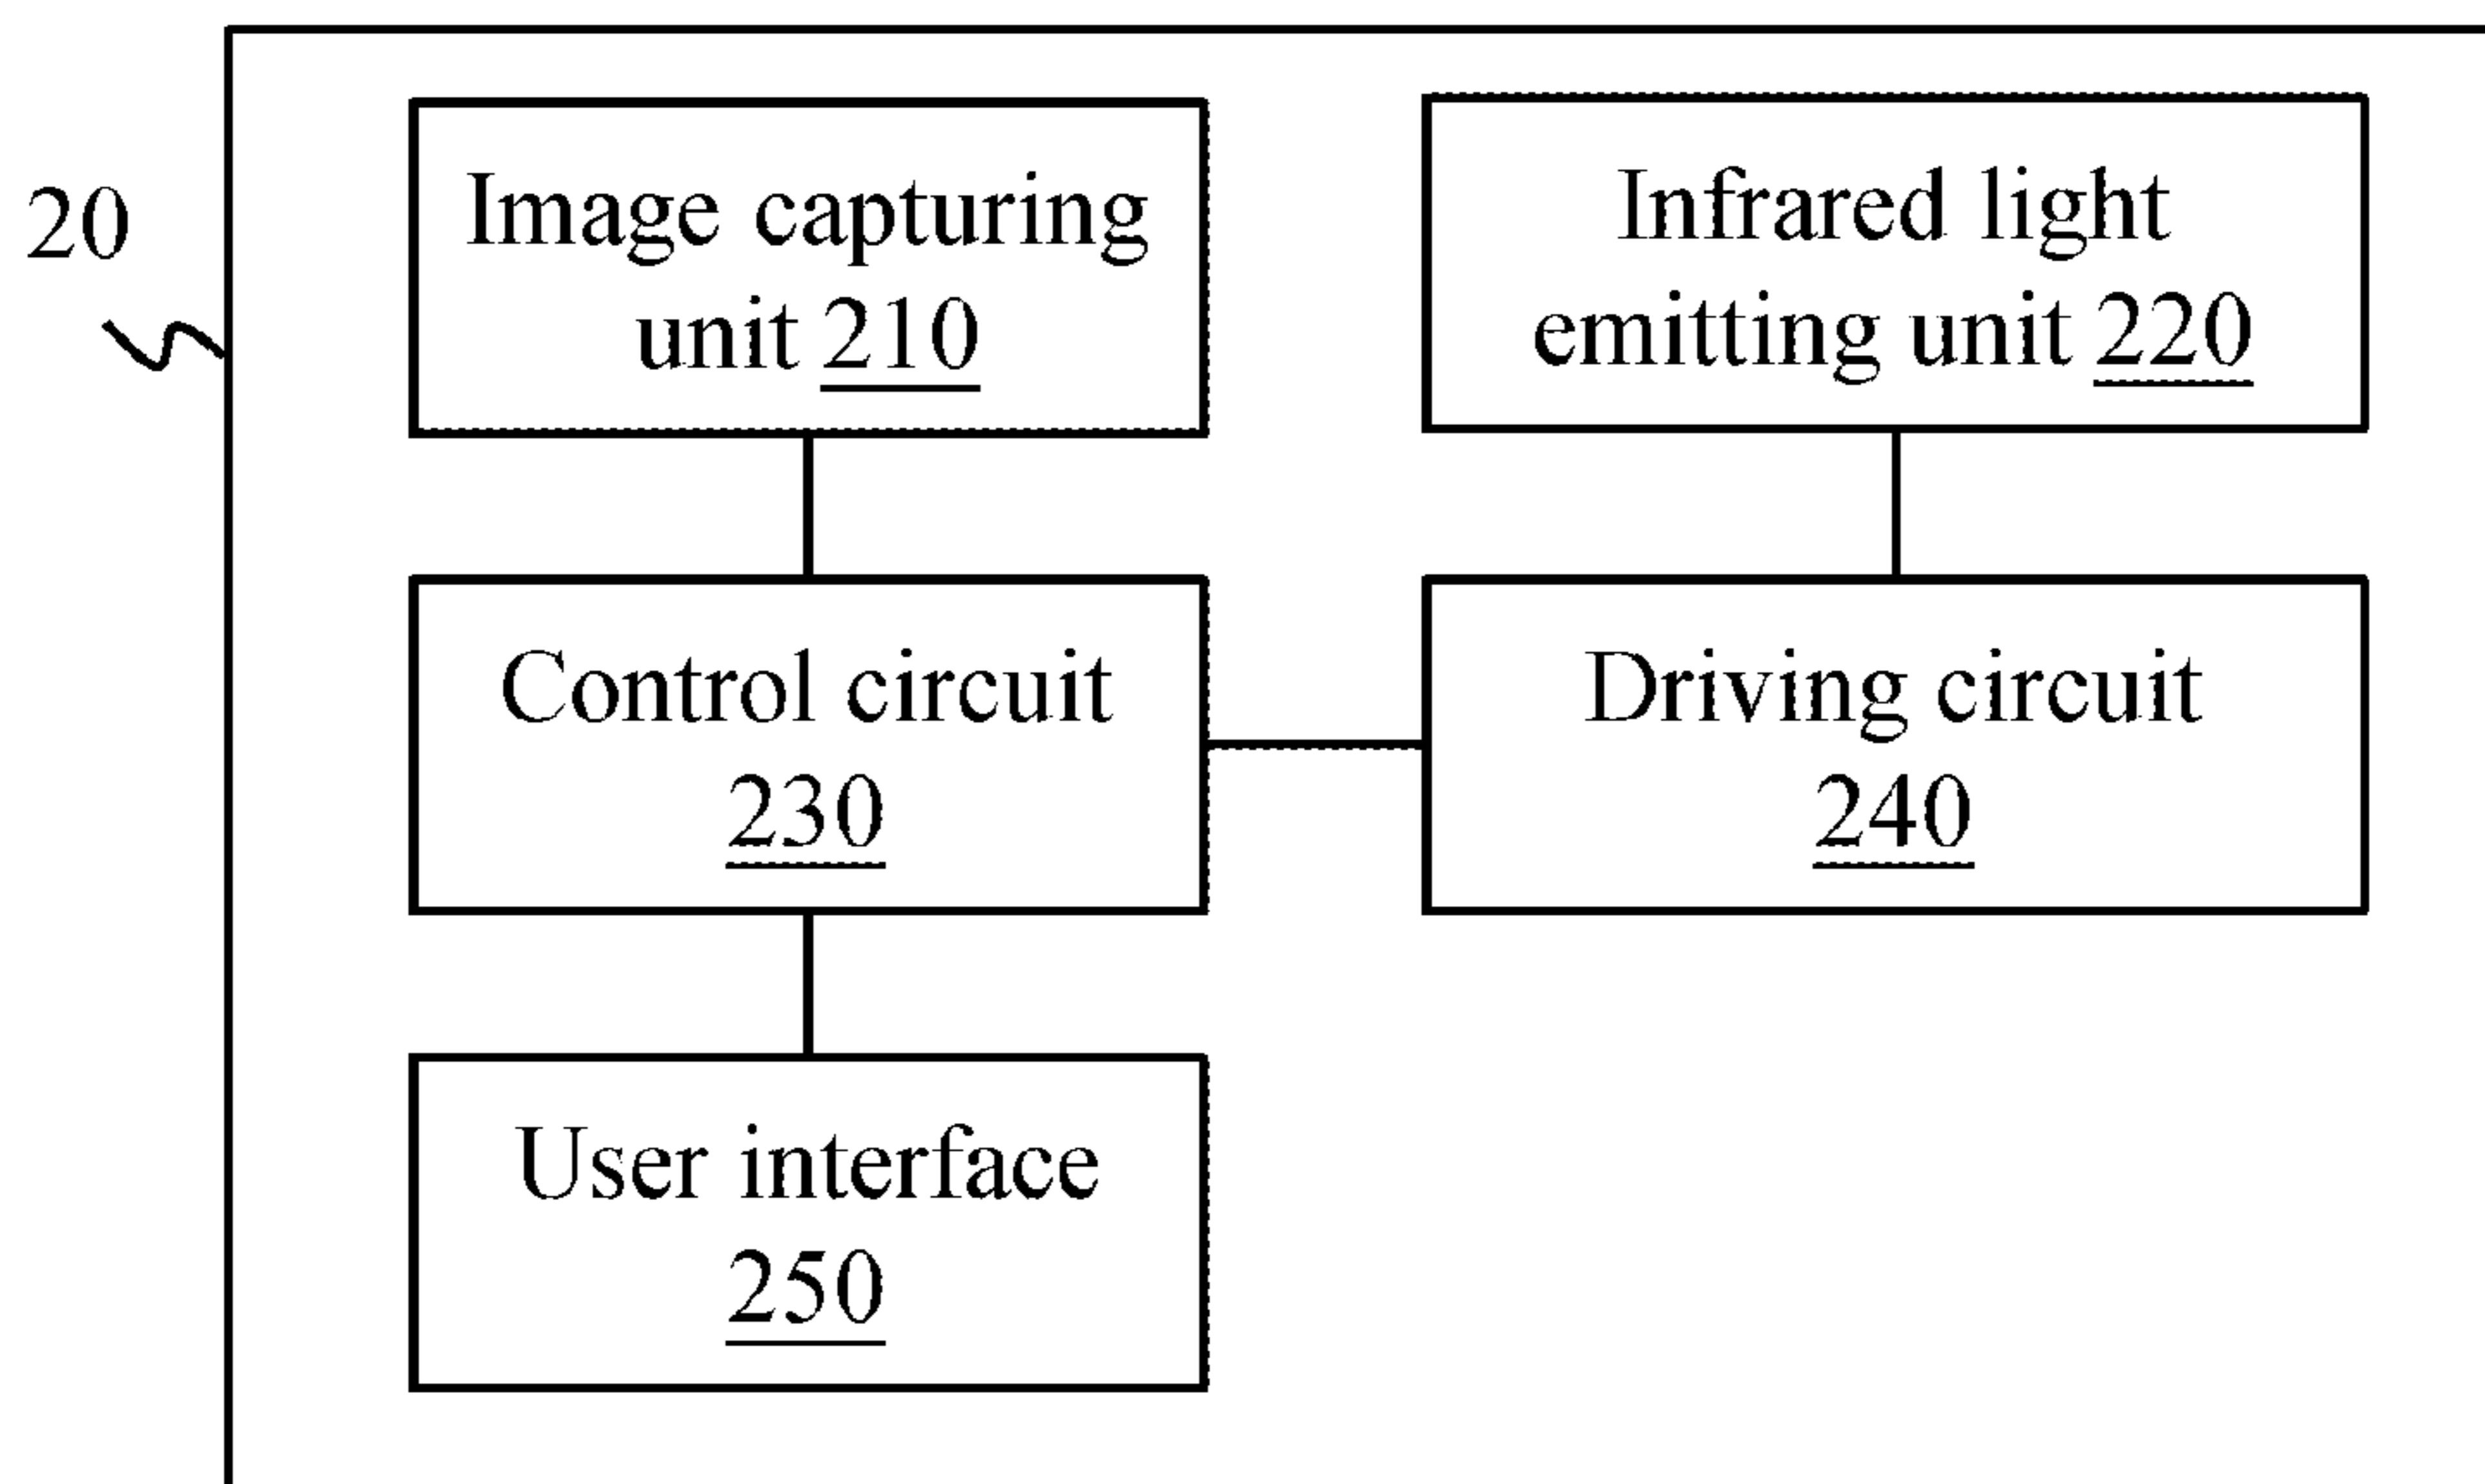 20
Image capturing
unit 210
Infrared light
emitting unit 220
Control circuit
230
Driving circuit
240
User interface
250